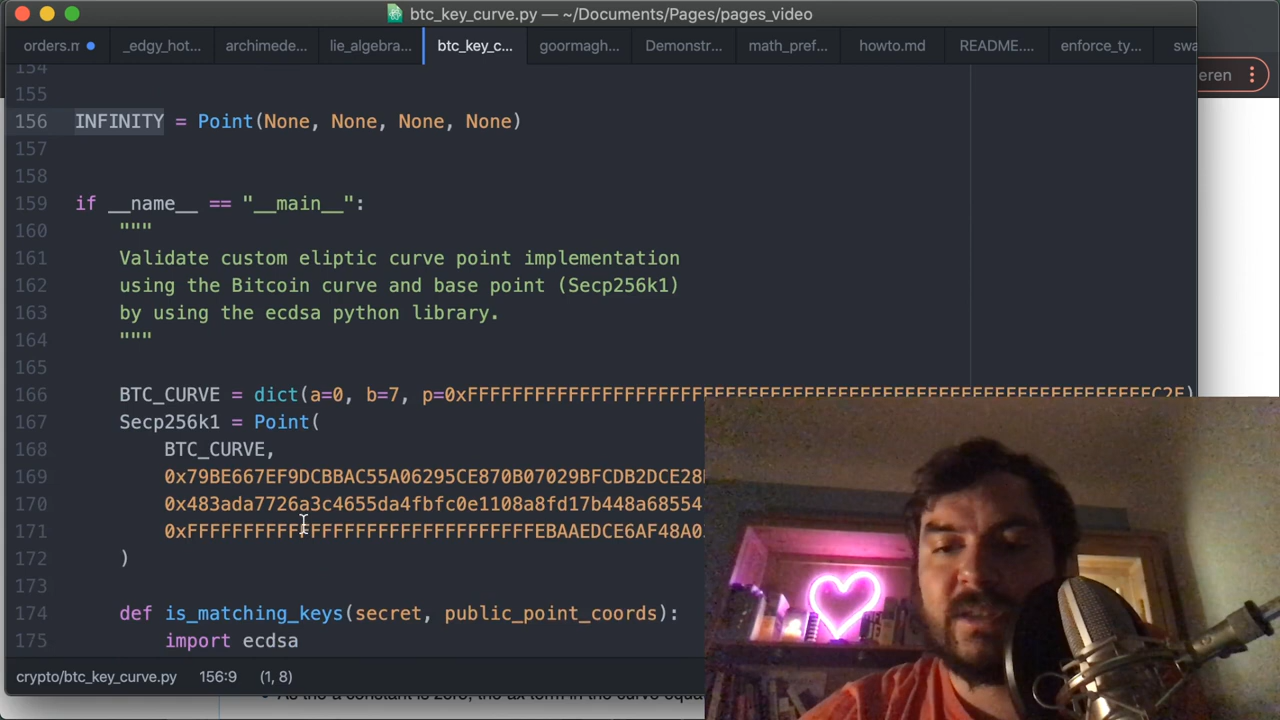 btc_key_curve.py — ~/Documents/Pages/pages_video
orders.m _edgy_hot... archimede... lie_algebra... btc_key_c... goormagh... Demonstr... math_pref... howto.md README.... enforce_ty... swa
eren
154
155
156 INFINITY = Point(None, None, None, None)
157
158
159 if __name__ == "__main__":
160 """
161 Validate custom eliptic curve point implementation
162 using the Bitcoin curve and base point (Secp256k1)
163 by using the ecdsa python library.
164 """
165
166 BTC_CURVE = dict(a=0, b=7, p=0xFFFFFFFFFFFFFFFFFFFFFFFFFFFFFFFFFFFFFFFFFFFFFFFFFFFFFFFEFFFFFC2F)
167 Secp256k1 = Point(
168 BTC_CURVE,
169 0x79BE667EF9DCBBAC55A06295CE870B07029BFCDB2DCE28
170 0x483ada7726a3c4655da4fbfc0e1108a8fd17b448a68554
171 0xFFFFFFFFFFFFFFFFFFFFFFFFFFFFFFFEBAAEDCE6AF48A0
172 )
173
174 def is_matching_keys(secret, public_point_coords):
175 import ecdsa
crypto/btc_key_curve.py 156:9 (1, 8)